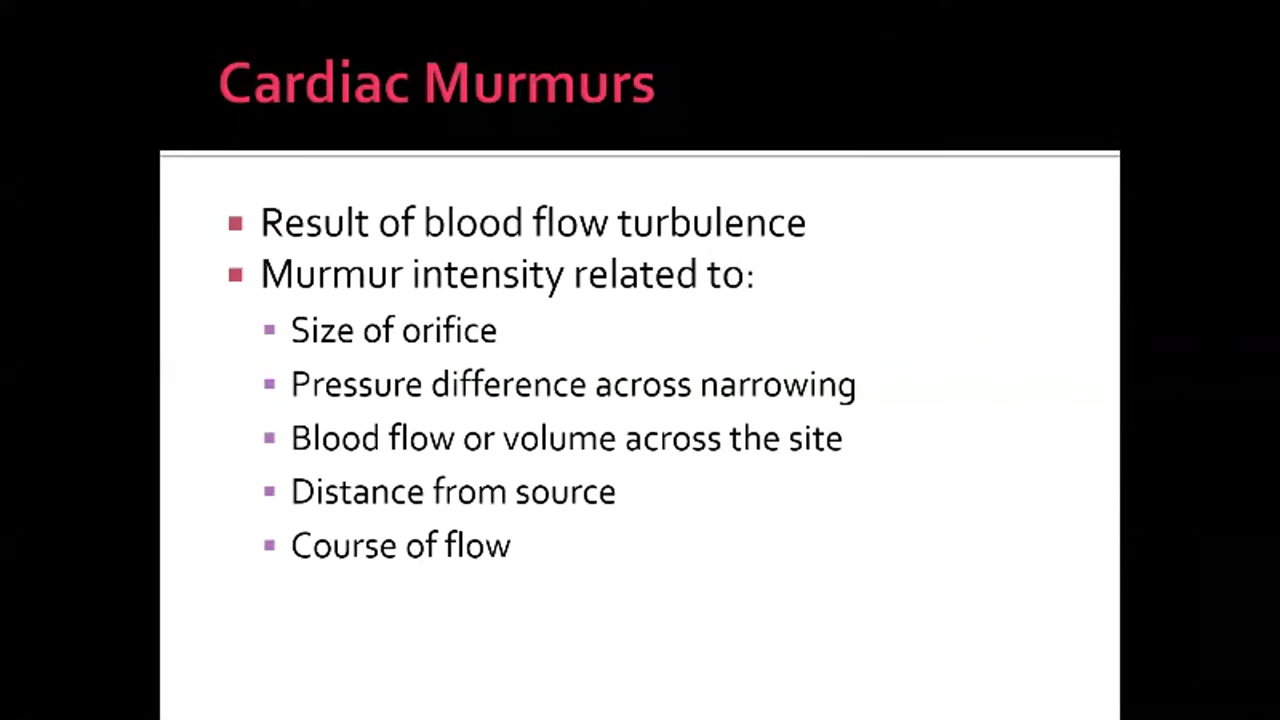 Cardiac Murmurs
Result of blood flow turbulence
Murmur intensity related to:
Size of orifice
Pressure difference across narrowing
Blood flow or volume across the site
Distance from source
Course of flow